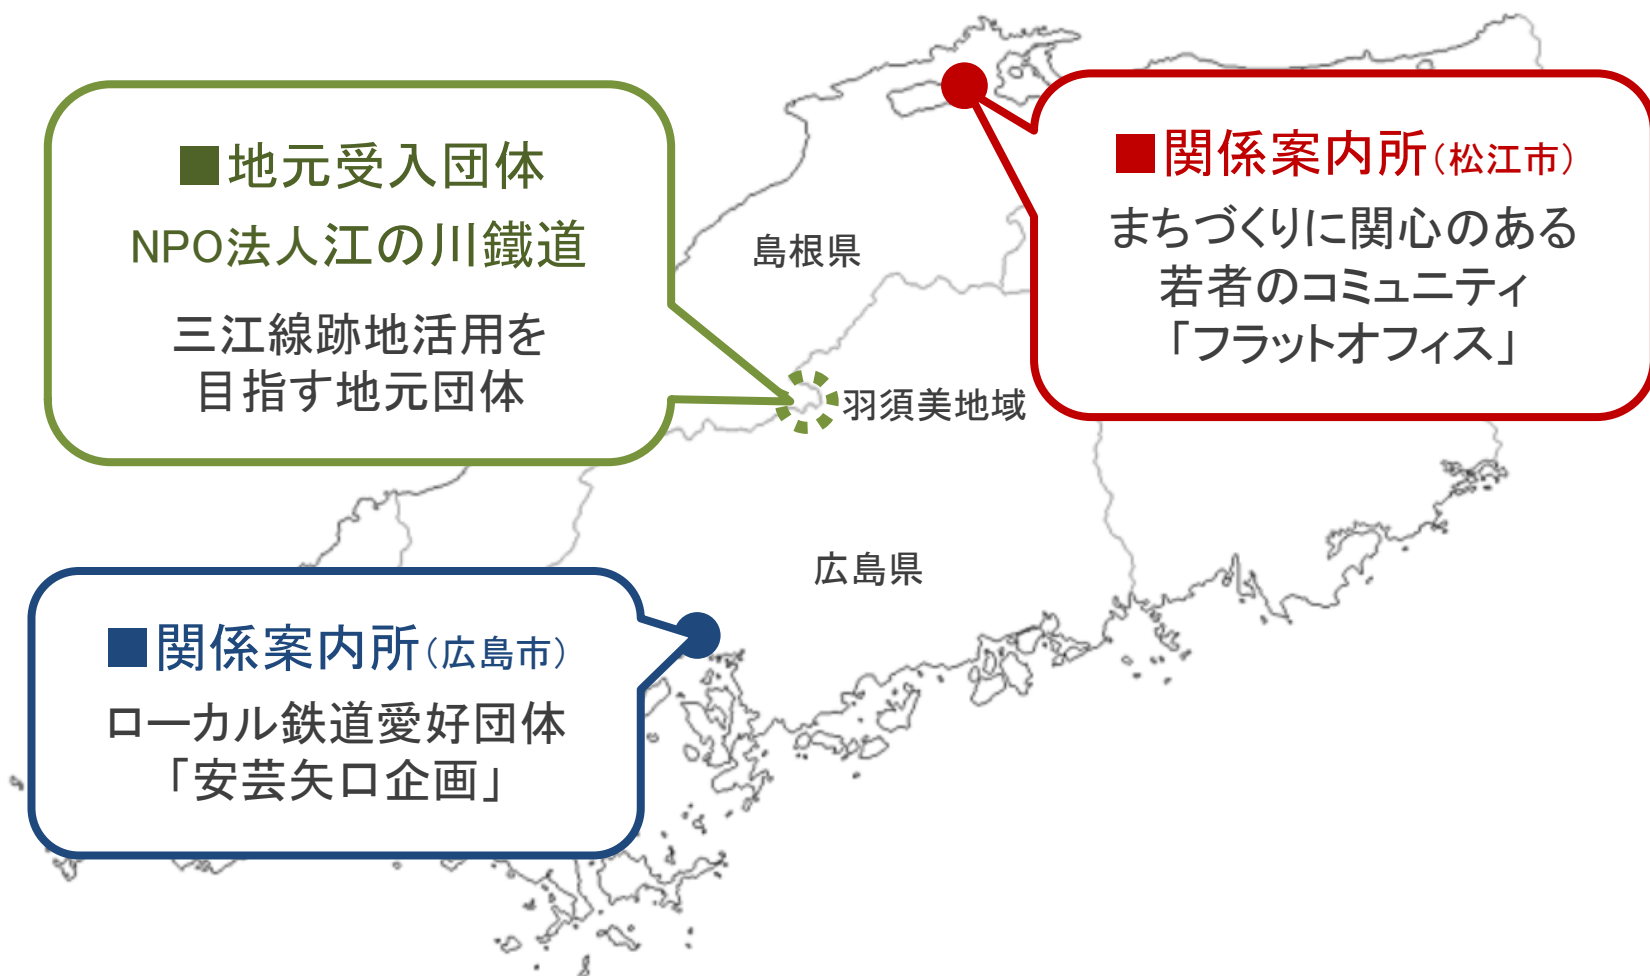 ■地元受入団体
NPO法人江の川鐵道
三江線跡地活用を
目指す地元団体
■関係案内所(松江市)
まちづくりに関心のある
若者のコミュニティ
「フラットオフィス」
島根県
羽須美地域
広島県
■関係案内所(広島市)
ローカル鉄道愛好団体
「安芸矢口企画」